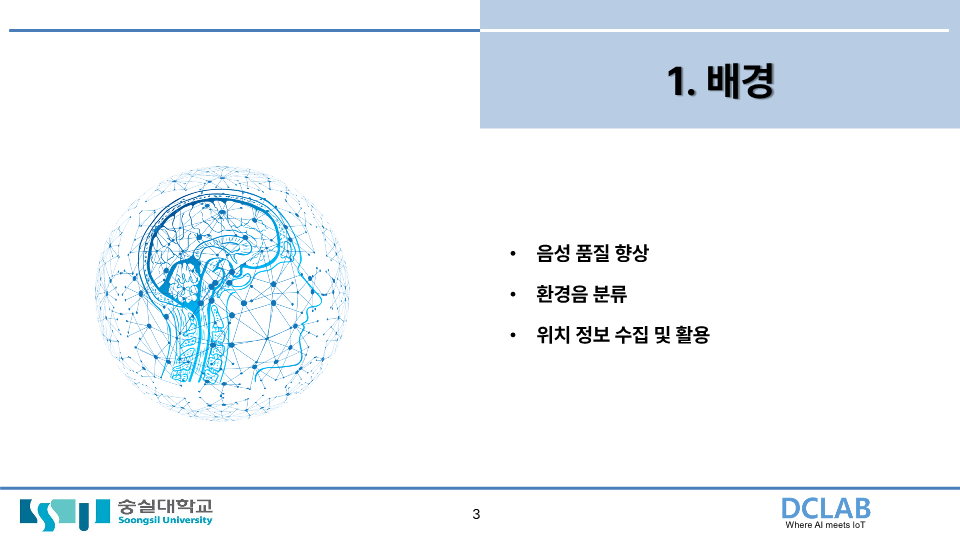 1. 배경
• 음성 품질 향상
• 환경음 분류
• 위치 정보 수집 및 활용
숭실대학교
Soongsil University
3
DCLAB
Where AI meets IoT